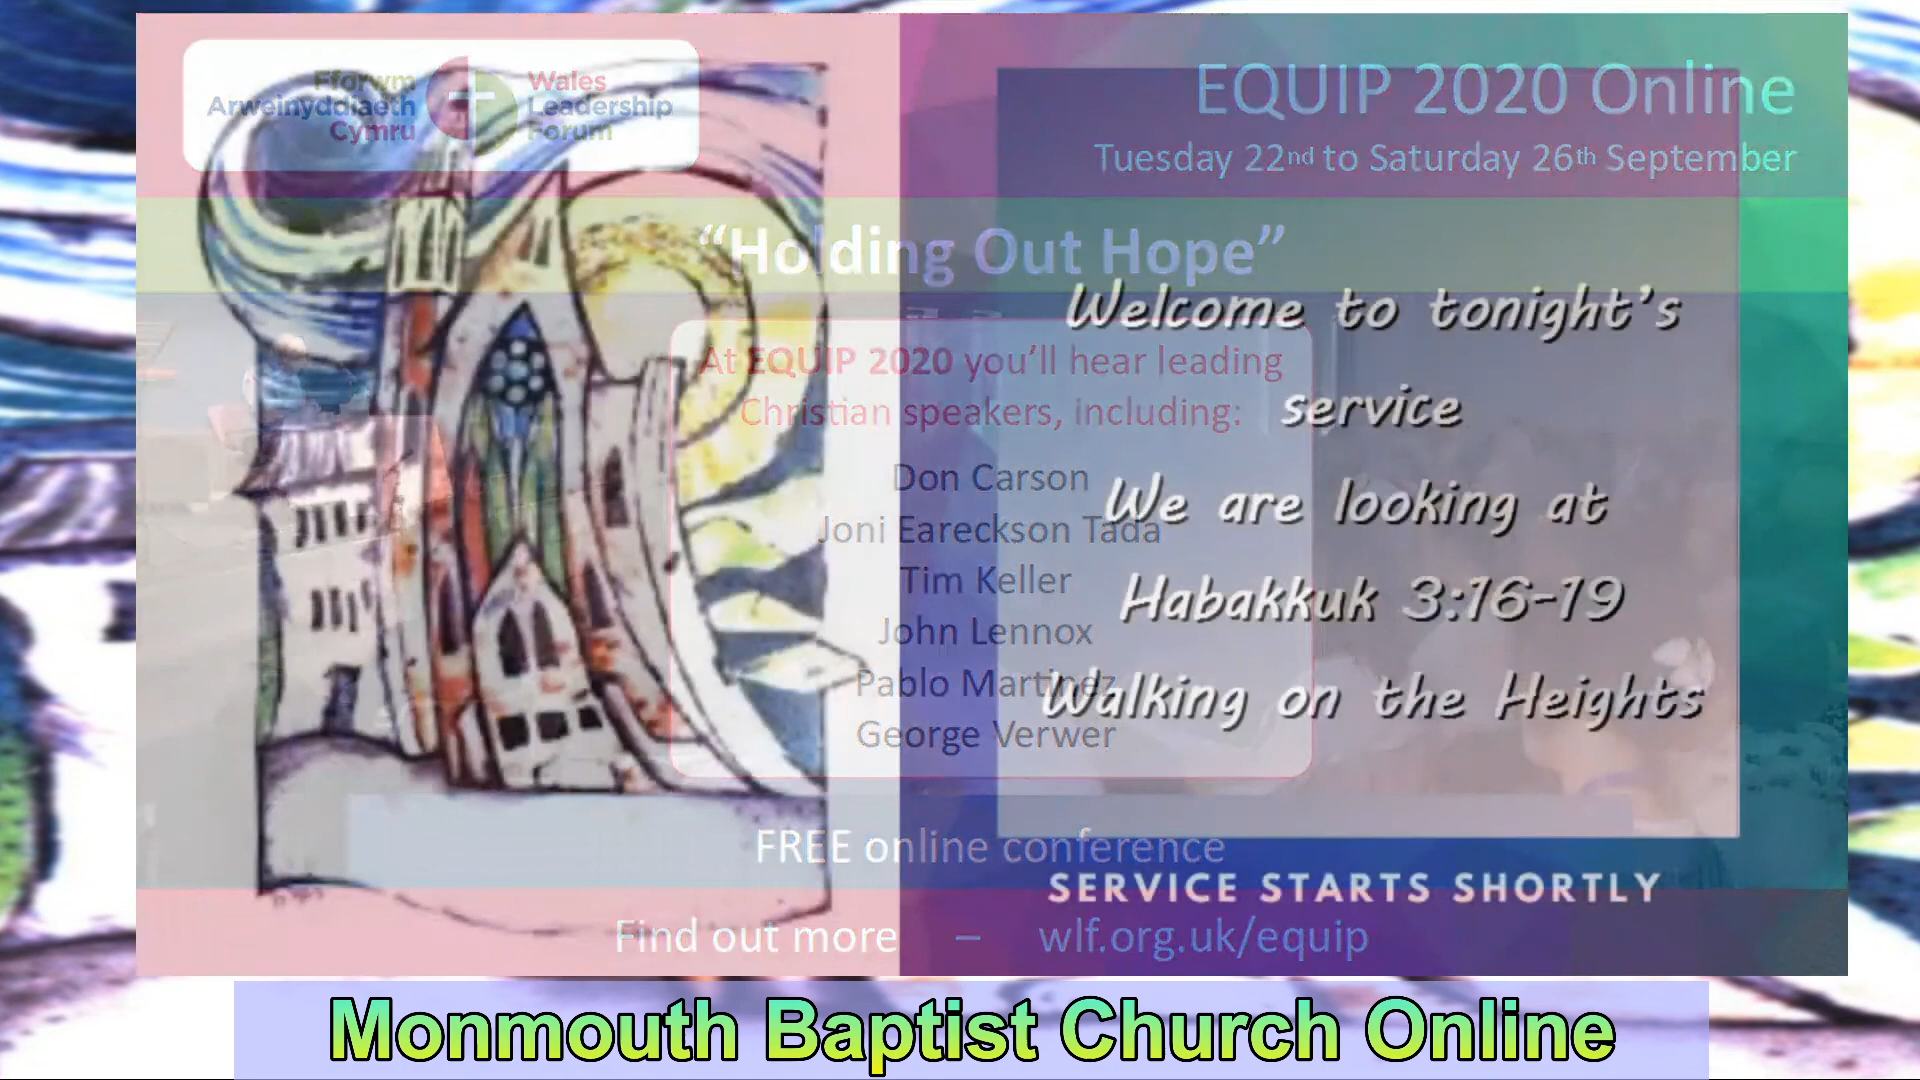 Fforwm
Arweinyddiaeth
Cymru
Wales
Leadership
Forum
EQUIP 2020 Online
Tuesday 22nd to Saturday 26th September
“Holding Out Hope”
At EQUIP 2020 you’ll hear leading
Christian speakers, including:
Don Carson
Joni Eareckson Tada
Tim Keller
John Lennox
Pablo Martinez
George Verwer
FREE online conference
Find out more – wlf.org.uk/equip
Welcome to tonight’s
service
We are looking at
Habakkuk 3:16-19
Walking on the Heights
SERVICE STARTS SHORTLY
Monmouth Baptist Church Online